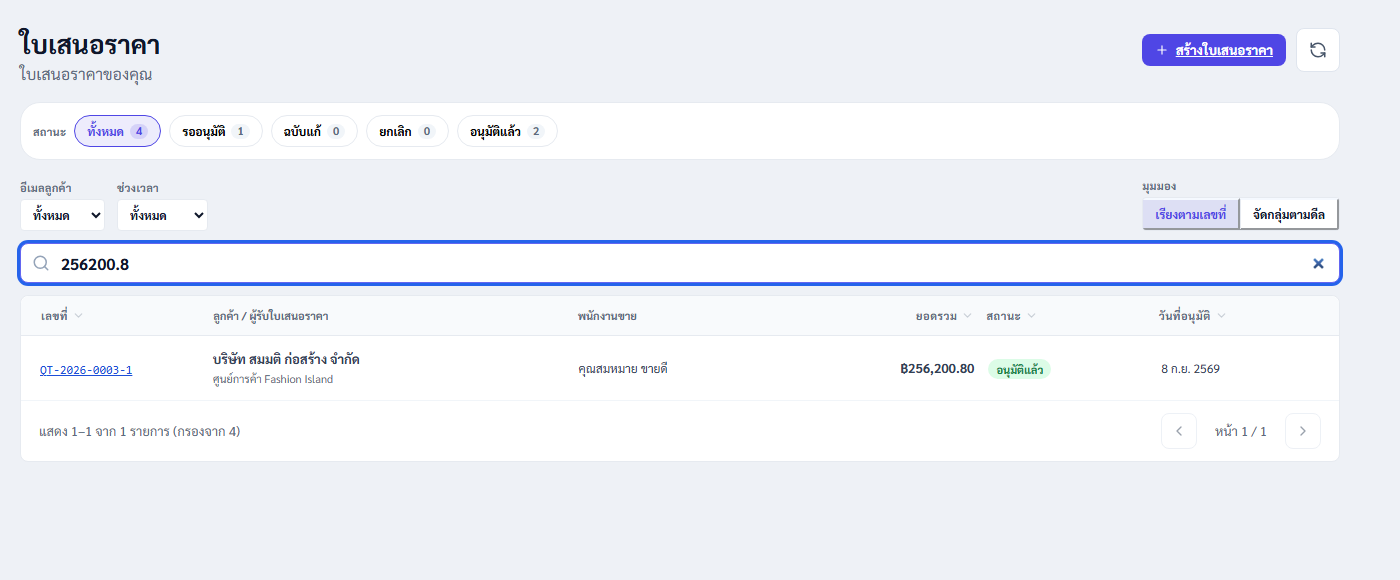 ใบเสนอราคา
ใบเสนอราคาของคุณ
+ สร้างใบเสนอราคา
สถานะ ทั้งหมด 4 รออนุมัติ 1 ฉบับแก้ 0 ยกเลิก 0 อนุมัติแล้ว 2
อีเมลลูกค้า ช่วงเวลา มุมมอง
ทั้งหมด ทั้งหมด เรียงตามเลขที่ จัดกลุ่มตามดีล
256200.8
เลขที่ ลูกค้า / ผู้รับใบเสนอราคา พนักงานขาย ยอดรวม สถานะ วันที่อนุมัติ
บริษัท สมมติ ก่อสร้าง จำกัด
QT-2026-0003-1 คุณสมหมาย ขายดี ฿256,200.80 อนุมัติแล้ว 8 ก.ย. 2569
ศูนย์การค้า Fashion Island
แสดง 1–1 จาก 1 รายการ (กรองจาก 4) หน้า 1 / 1